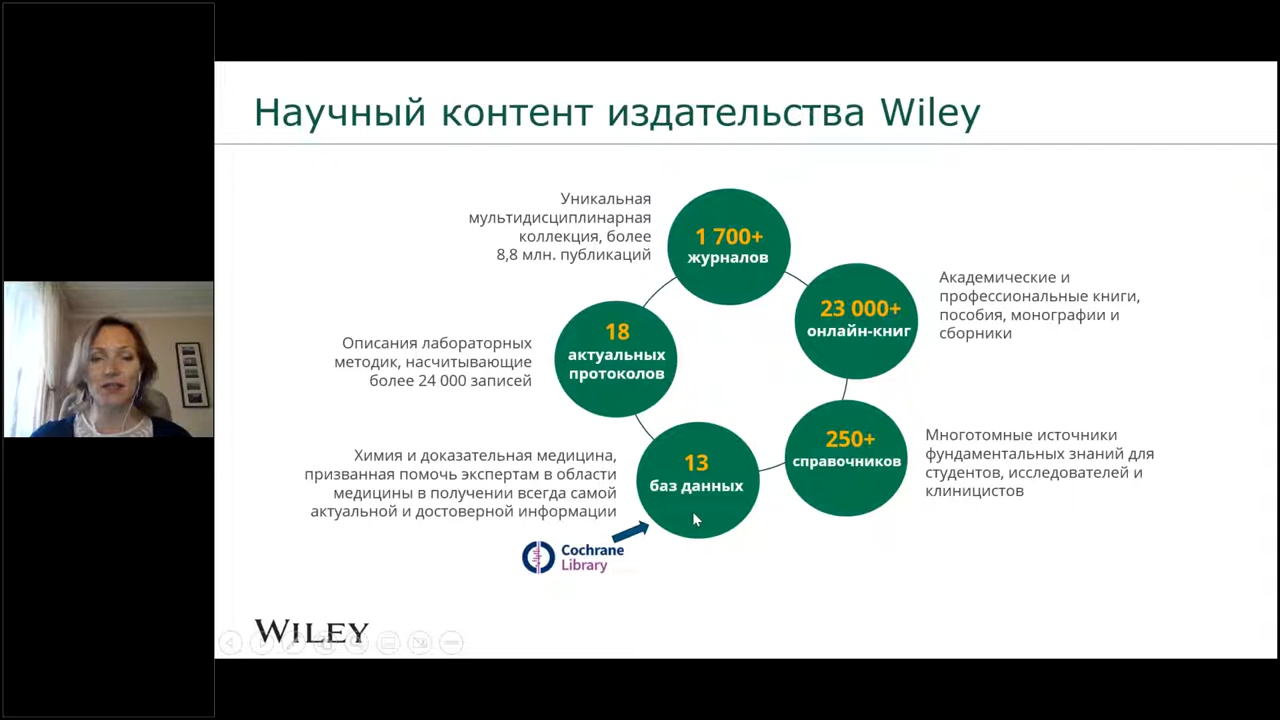 Научный контент издательства Wiley
Уникальная
мультидисциплинарная
коллекция, более
8,8 млн. публикаций
1 700+
журналов
23 000+
онлайн-книг
Академические и
профессиональные книги,
пособия, монографии и
сборники
18
актуальных
протоколов
Описания лабораторных
методик, насчитывающие
более 24 000 записей
250+
справочников
Многотомные источники
фундаментальных знаний для
студентов, исследователей и
клиницистов
13
баз данных
Химия и доказательная медицина,
призванная помочь экспертам в области
медицины в получении всегда самой
актуальной и достоверной информации
Cochrane
Library
WILEY